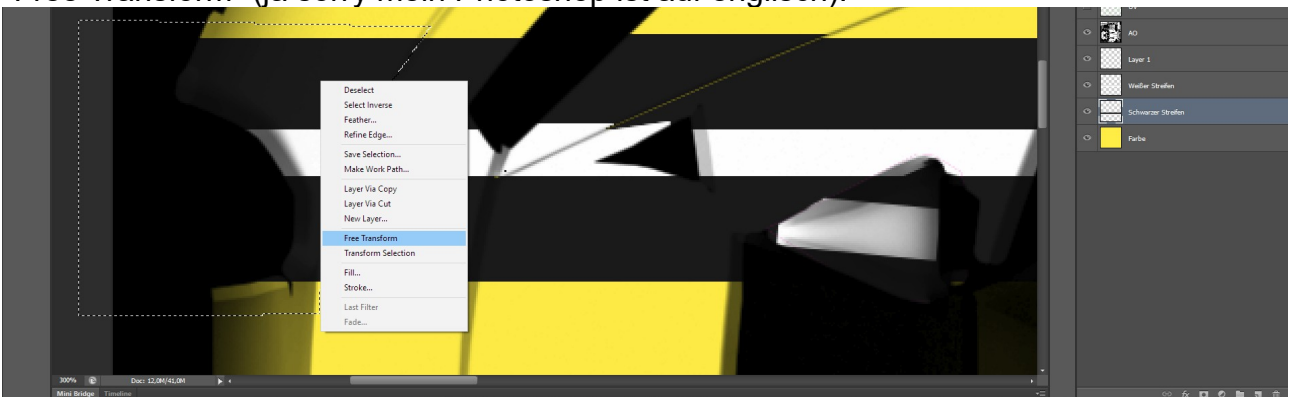 "Free Transform" (ja sorry mein Photoshop ist auf englisch).
UV
AO
Layer 1
Weißer Streifen
Schwarzer Streifen
Farbe
Deselect
Select Inverse
Feather...
Refine Edge...
Save Selection...
Make Work Path...
Layer Via Copy
Layer Via Cut
New Layer...
Free Transform
Transform Selection
Fill...
Stroke...
Last Filter
Fade...
300% Doc: 12,0M/41,0M
Mini Bridge Timeline
fx